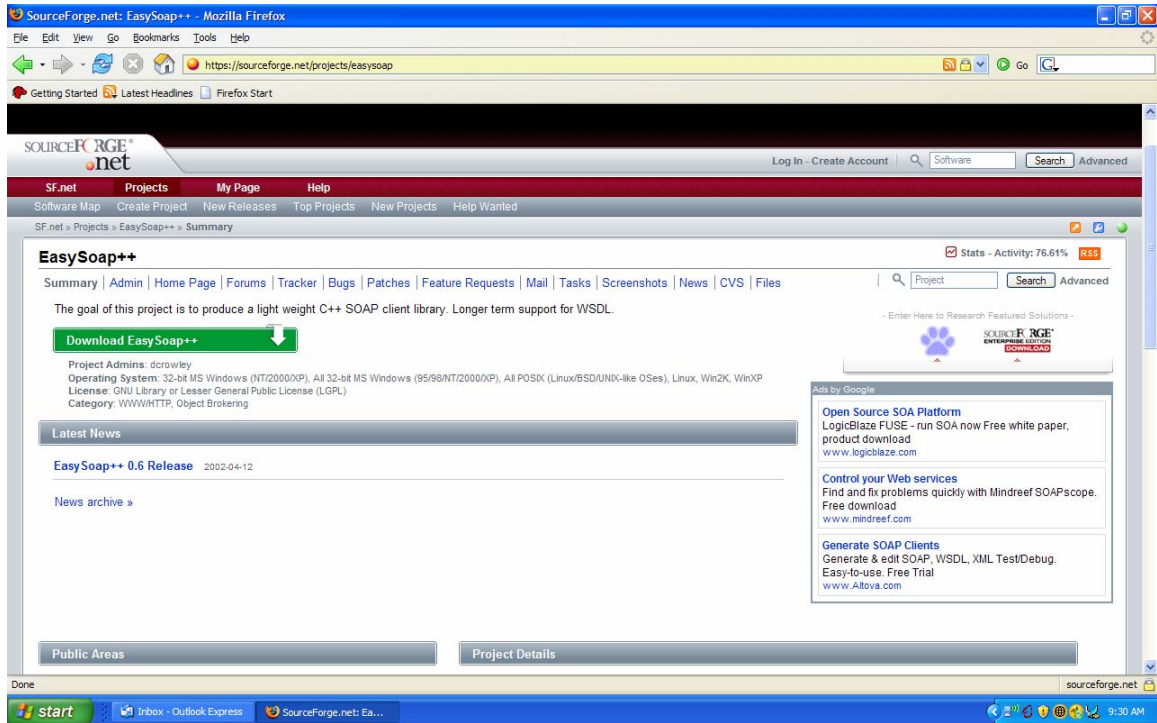 SourceForge.net: EasySoap++ - Mozilla Firefox
File Edit View Go Bookmarks Tools Help
https://sourceforge.net/projects/easysoap Go G
Getting Started Latest Headlines Firefox Start
SOURCEFORGE .net
Log In - Create Account Software Search Advanced
SF.net Projects My Page Help
Software Map Create Project New Releases Top Projects New Projects Help Wanted
SF.net » Projects » EasySoap++ » Summary
EasySoap++
Stats - Activity: 76.61% RSS
Summary | Admin | Home Page | Forums | Tracker | Bugs | Patches | Feature Requests | Mail | Tasks | Screenshots | News | CVS | Files
Project Search Advanced
The goal of this project is to produce a light weight C++ SOAP client library. Longer term support for WSDL.
Download EasySoap++
Project Admins: dcrowley
Operating System: 32-bit MS Windows (NT/2000/XP), All 32-bit MS Windows (95/98/NT/2000/XP), All POSIX (Linux/BSD/UNIX-like OSes), Linux, Win2K, WinXP
License: GNU Library or Lesser General Public License (LGPL)
Category: WWW/HTTP, Object Brokering
- Enter Here to Research Featured Solutions -
SOURCEFORGE
ENTERPRISE EDITION
DOWNLOAD
Latest News
EasySoap++ 0.6 Release 2002-04-12
News archive »
Ads by Google
Open Source SOA Platform
LogicBlaze FUSE - run SOA now Free white paper,
product download
www.logicblaze.com
Control your Web services
Find and fix problems quickly with Mindreef SOAPscope.
Free download
www.mindreef.com
Generate SOAP Clients
Generate & edit SOAP, WSDL, XML Test/Debug.
Easy-to-use. Free Trial
www.Altova.com
Public Areas
Project Details
Done
sourceforge.net
start Inbox - Outlook Express SourceForge.net: Ea... 9:30 AM